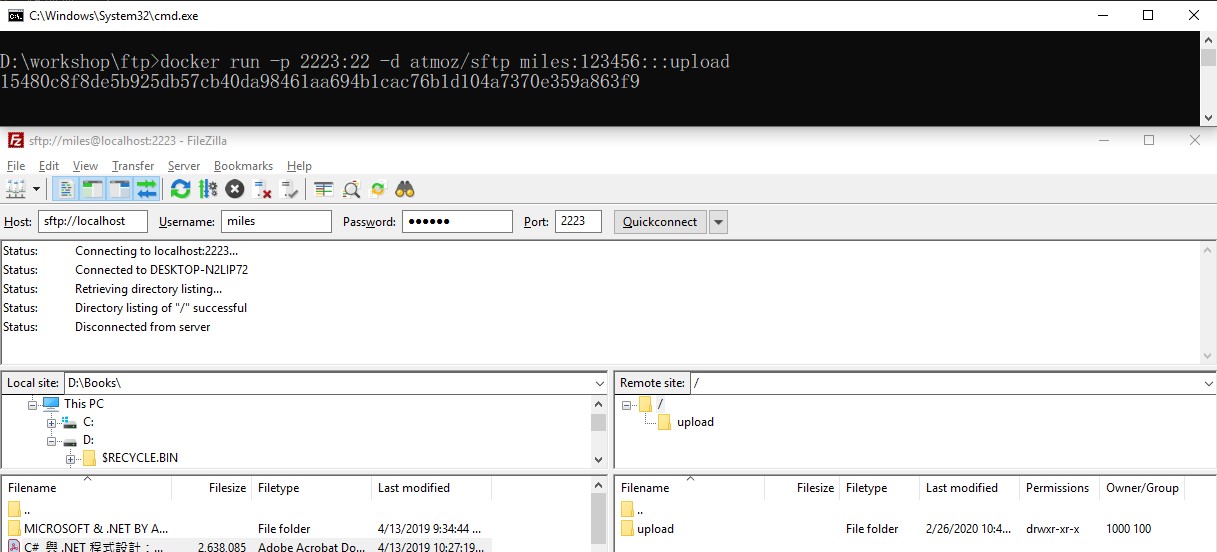 C:\Windows\System32\cmd.exe
D:\workshop\ftp>docker run -p 2223:22 -d atmoz/sftp miles:123456:::upload
15480c8f8de5b925db57cb40da98461aa694b1cac76b1d104a7370e359a863f9
sftp://miles@localhost:2223 - FileZilla
File Edit View Transfer Server Bookmarks Help
Host: sftp://localhost Username: miles Password: ●●●●●● Port: 2223 Quickconnect
Status: Connecting to localhost:2223...
Status: Connected to DESKTOP-N2LIP72
Status: Retrieving directory listing...
Status: Directory listing of "/" successful
Status: Disconnected from server
Local site: D:\Books\ Remote site: /
This PC /
C: upload
D:
$RECYCLE.BIN
Filename Filesize Filetype Last modified Filename Filesize Filetype Last modified Permissions Owner/Group
.. ..
MICROSOFT & .NET BY A... File folder 4/13/2019 9:34:44 ... upload File folder 2/26/2020 10:4... drwxr-xr-x 1000 100
C# 與 .NET 程式設計：... 2,638,085 Adobe Acrobat Do... 4/13/2019 10:27:19...